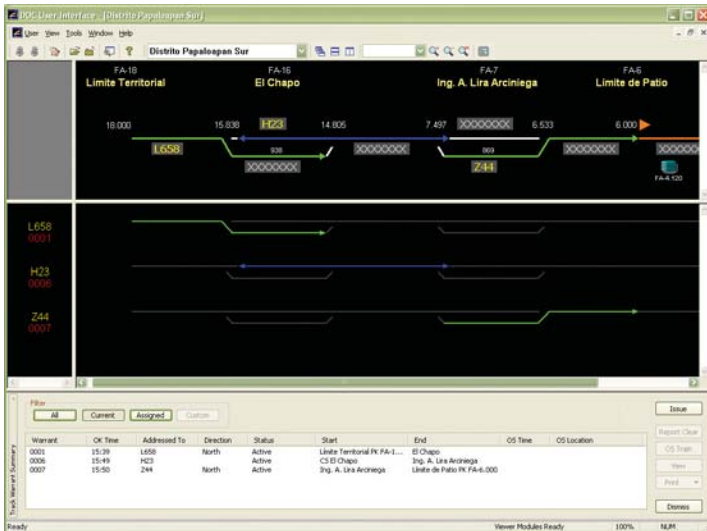 DOC User Interface - [Distrito Papaloapan Sur]
User View Tools Window Help
Distrito Papaloapan Sur
FA-18 FA-16 FA-7 FA-6
Limite Territorial El Chapo Ing. A. Lira Arciniega Limite de Patio
18.000 15.838 H23 14.805 7.497 XXXXXXX 6.533 6.000
L658 938 XXXXXXX 869 XXXXXXX XXXXX
XXXXXXX Z44
FA-4.120
L658
0001
H23
0006
Z44
0007
Track Warrant Summary
Filter
All Current Assigned Custom
Issue
Report Clear
OS Train
View
Print
Dismiss
Warrant OK Time Addressed To Direction Status Start End OS Time OS Location
0001 15:39 L658 North Active Límite Territorial PK FA-1... El Chapo
0006 15:49 H23 Active CS El Chapo Ing. A. Lira Arciniega
0007 15:50 Z44 North Active Ing. A. Lira Arciniega Límite de Patio PK FA-6.000
Ready Viewer Modules Ready 100% NUM